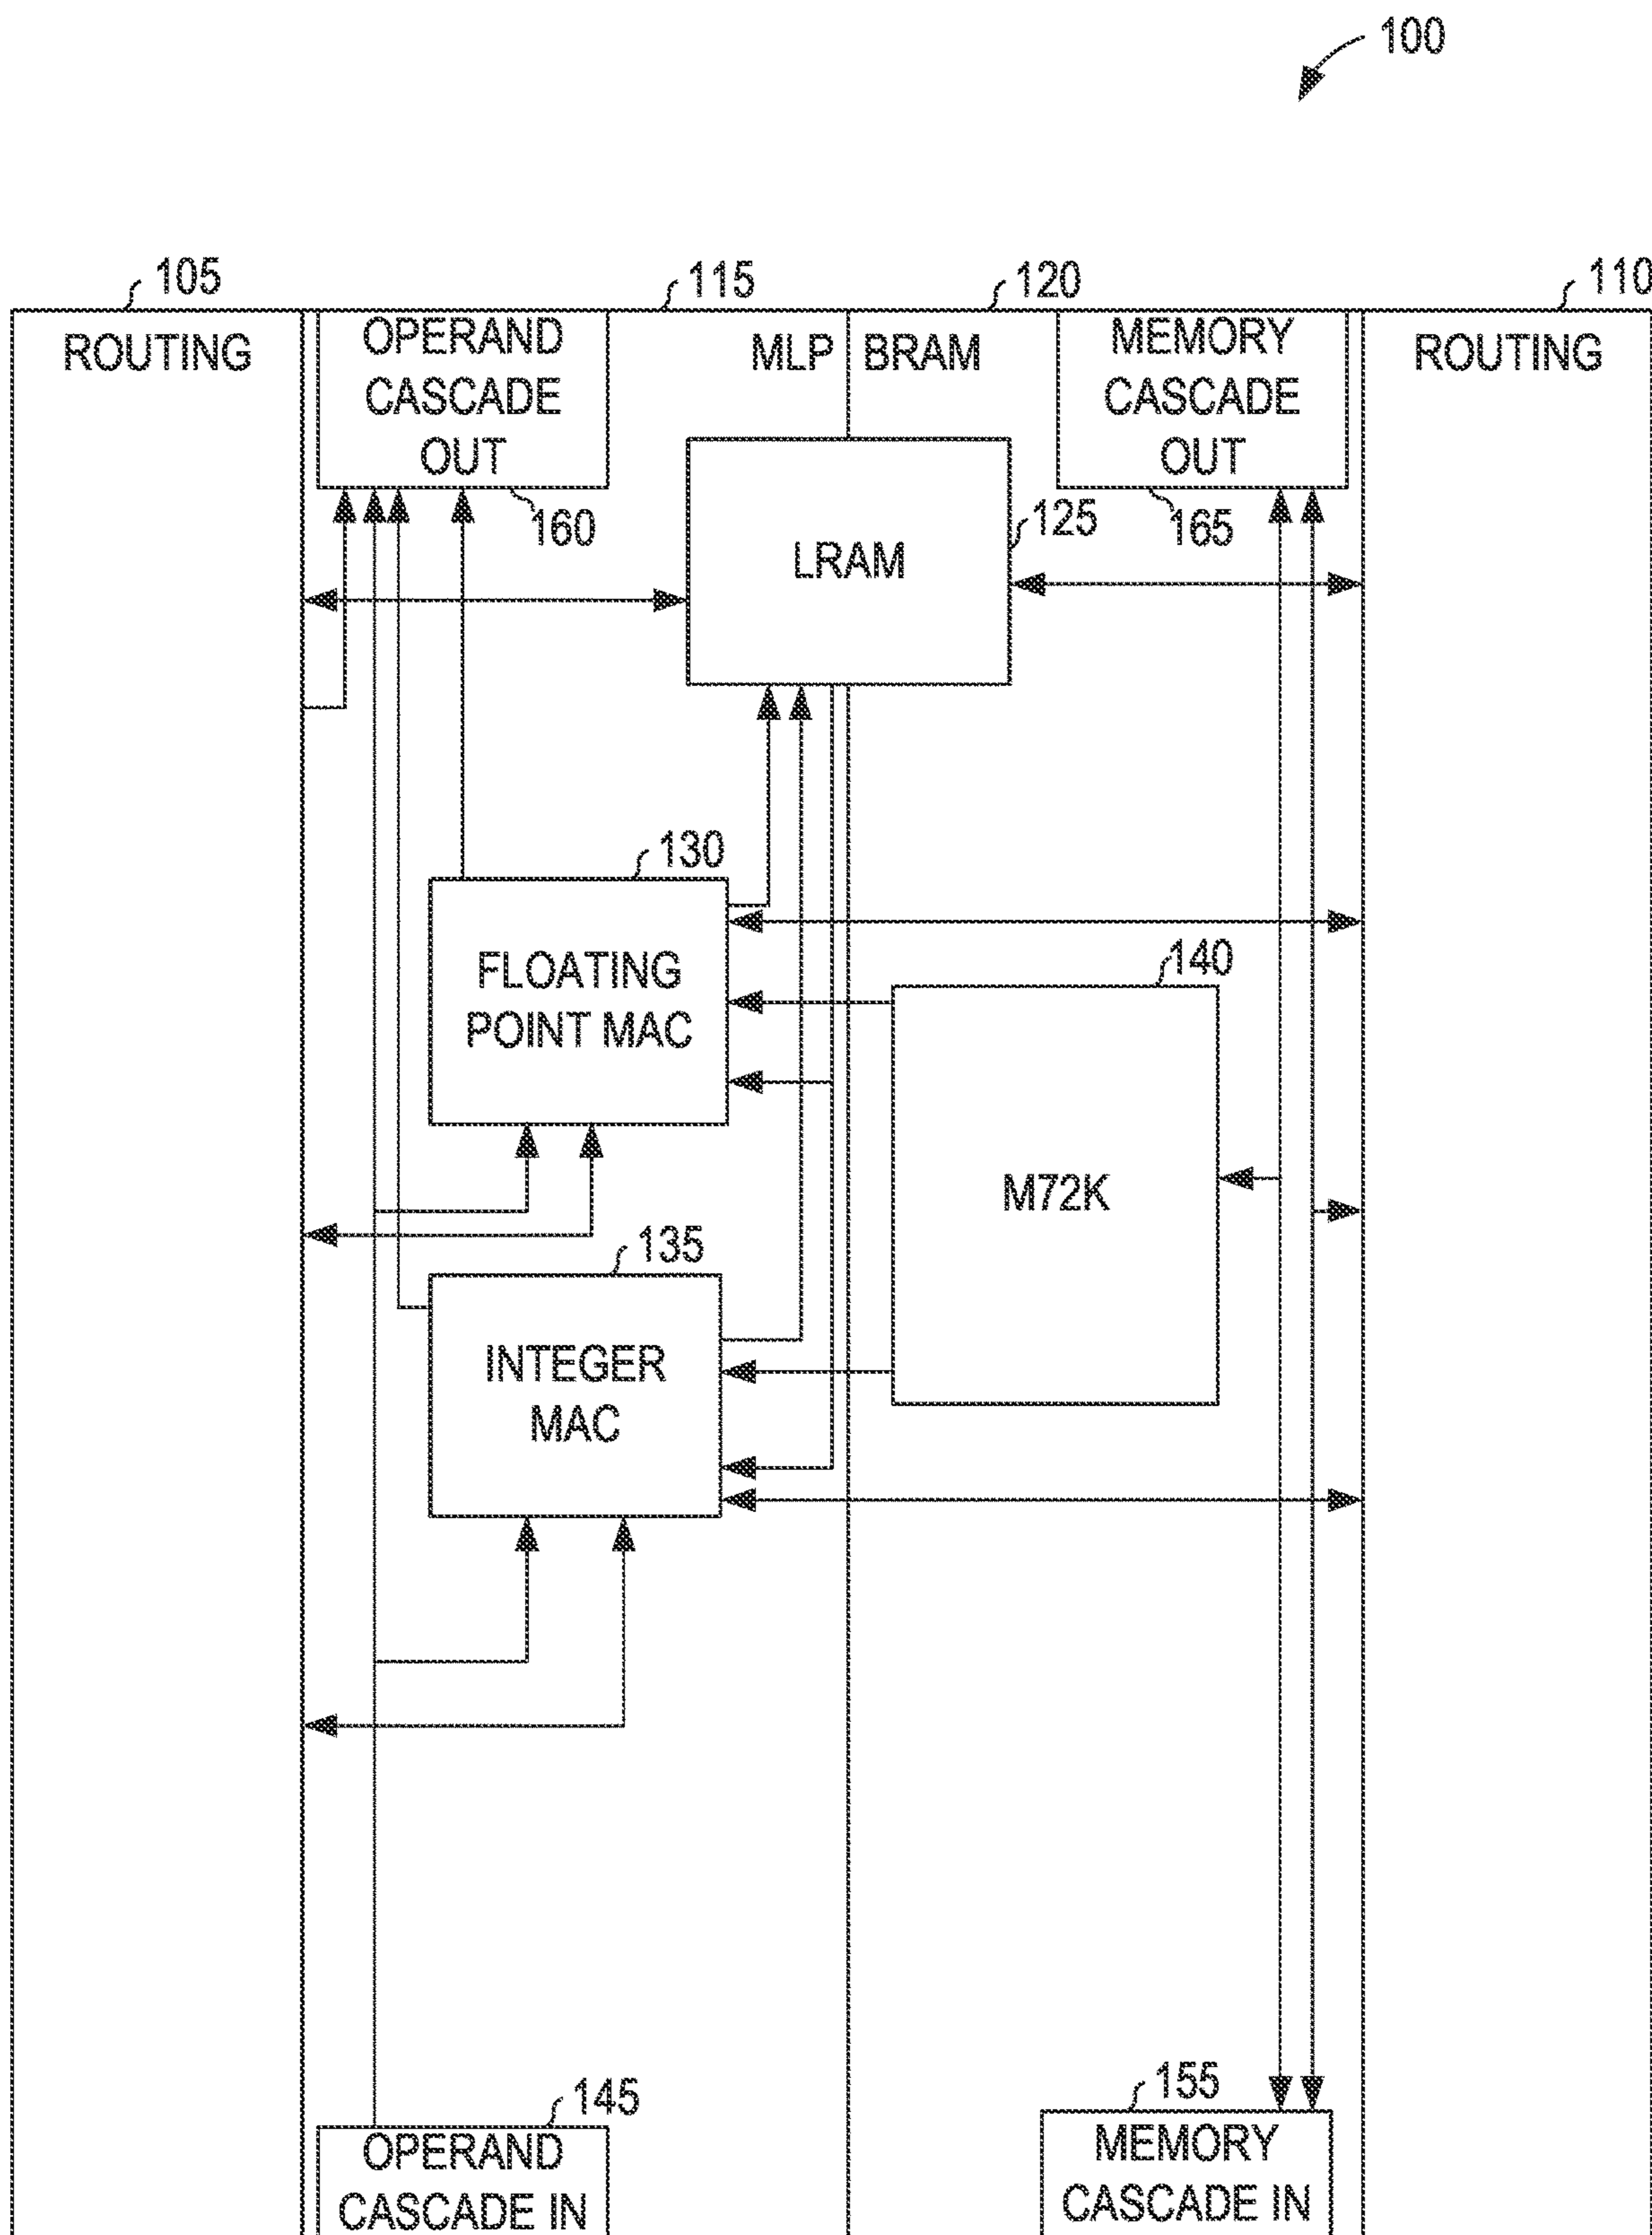 100
105
115
120
110
ROUTING
OPERAND
CASCADE
OUT
MLP
BRAM
MEMORY
CASCADE
OUT
ROUTING
160
165
125
LRAM
130
FLOATING
POINT MAC
140
M72K
135
INTEGER
MAC
145
OPERAND
CASCADE IN
155
MEMORY
CASCADE IN